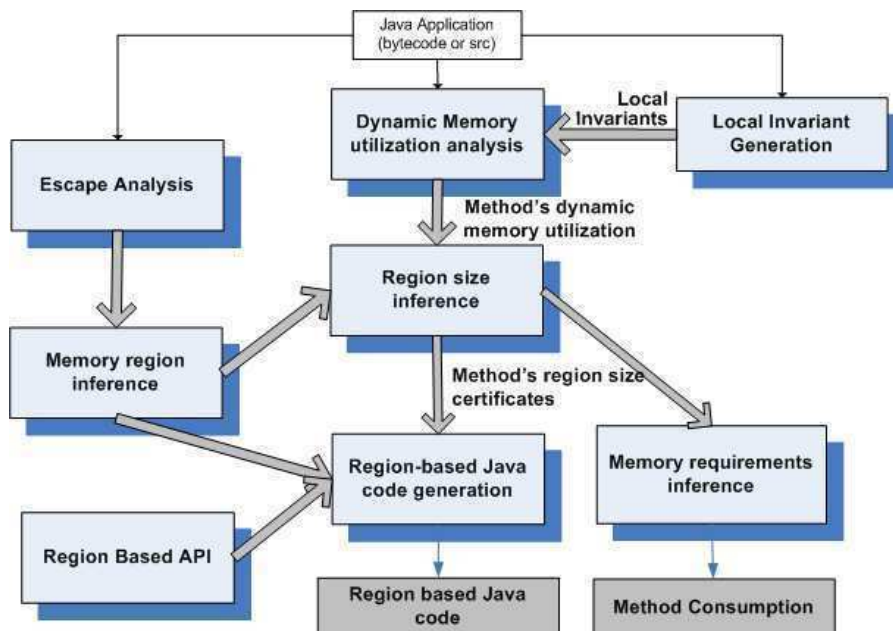 Java Application
(bytecode or src)
Local
Invariants
Dynamic Memory
utilization analysis
Local Invariant
Generation
Escape Analysis
Method's dynamic
memory utilization
Region size
inference
Memory region
inference
Method's region size
certificates
Region-based Java
code generation
Memory requirements
inference
Region Based API
Region based Java
code
Method Consumption